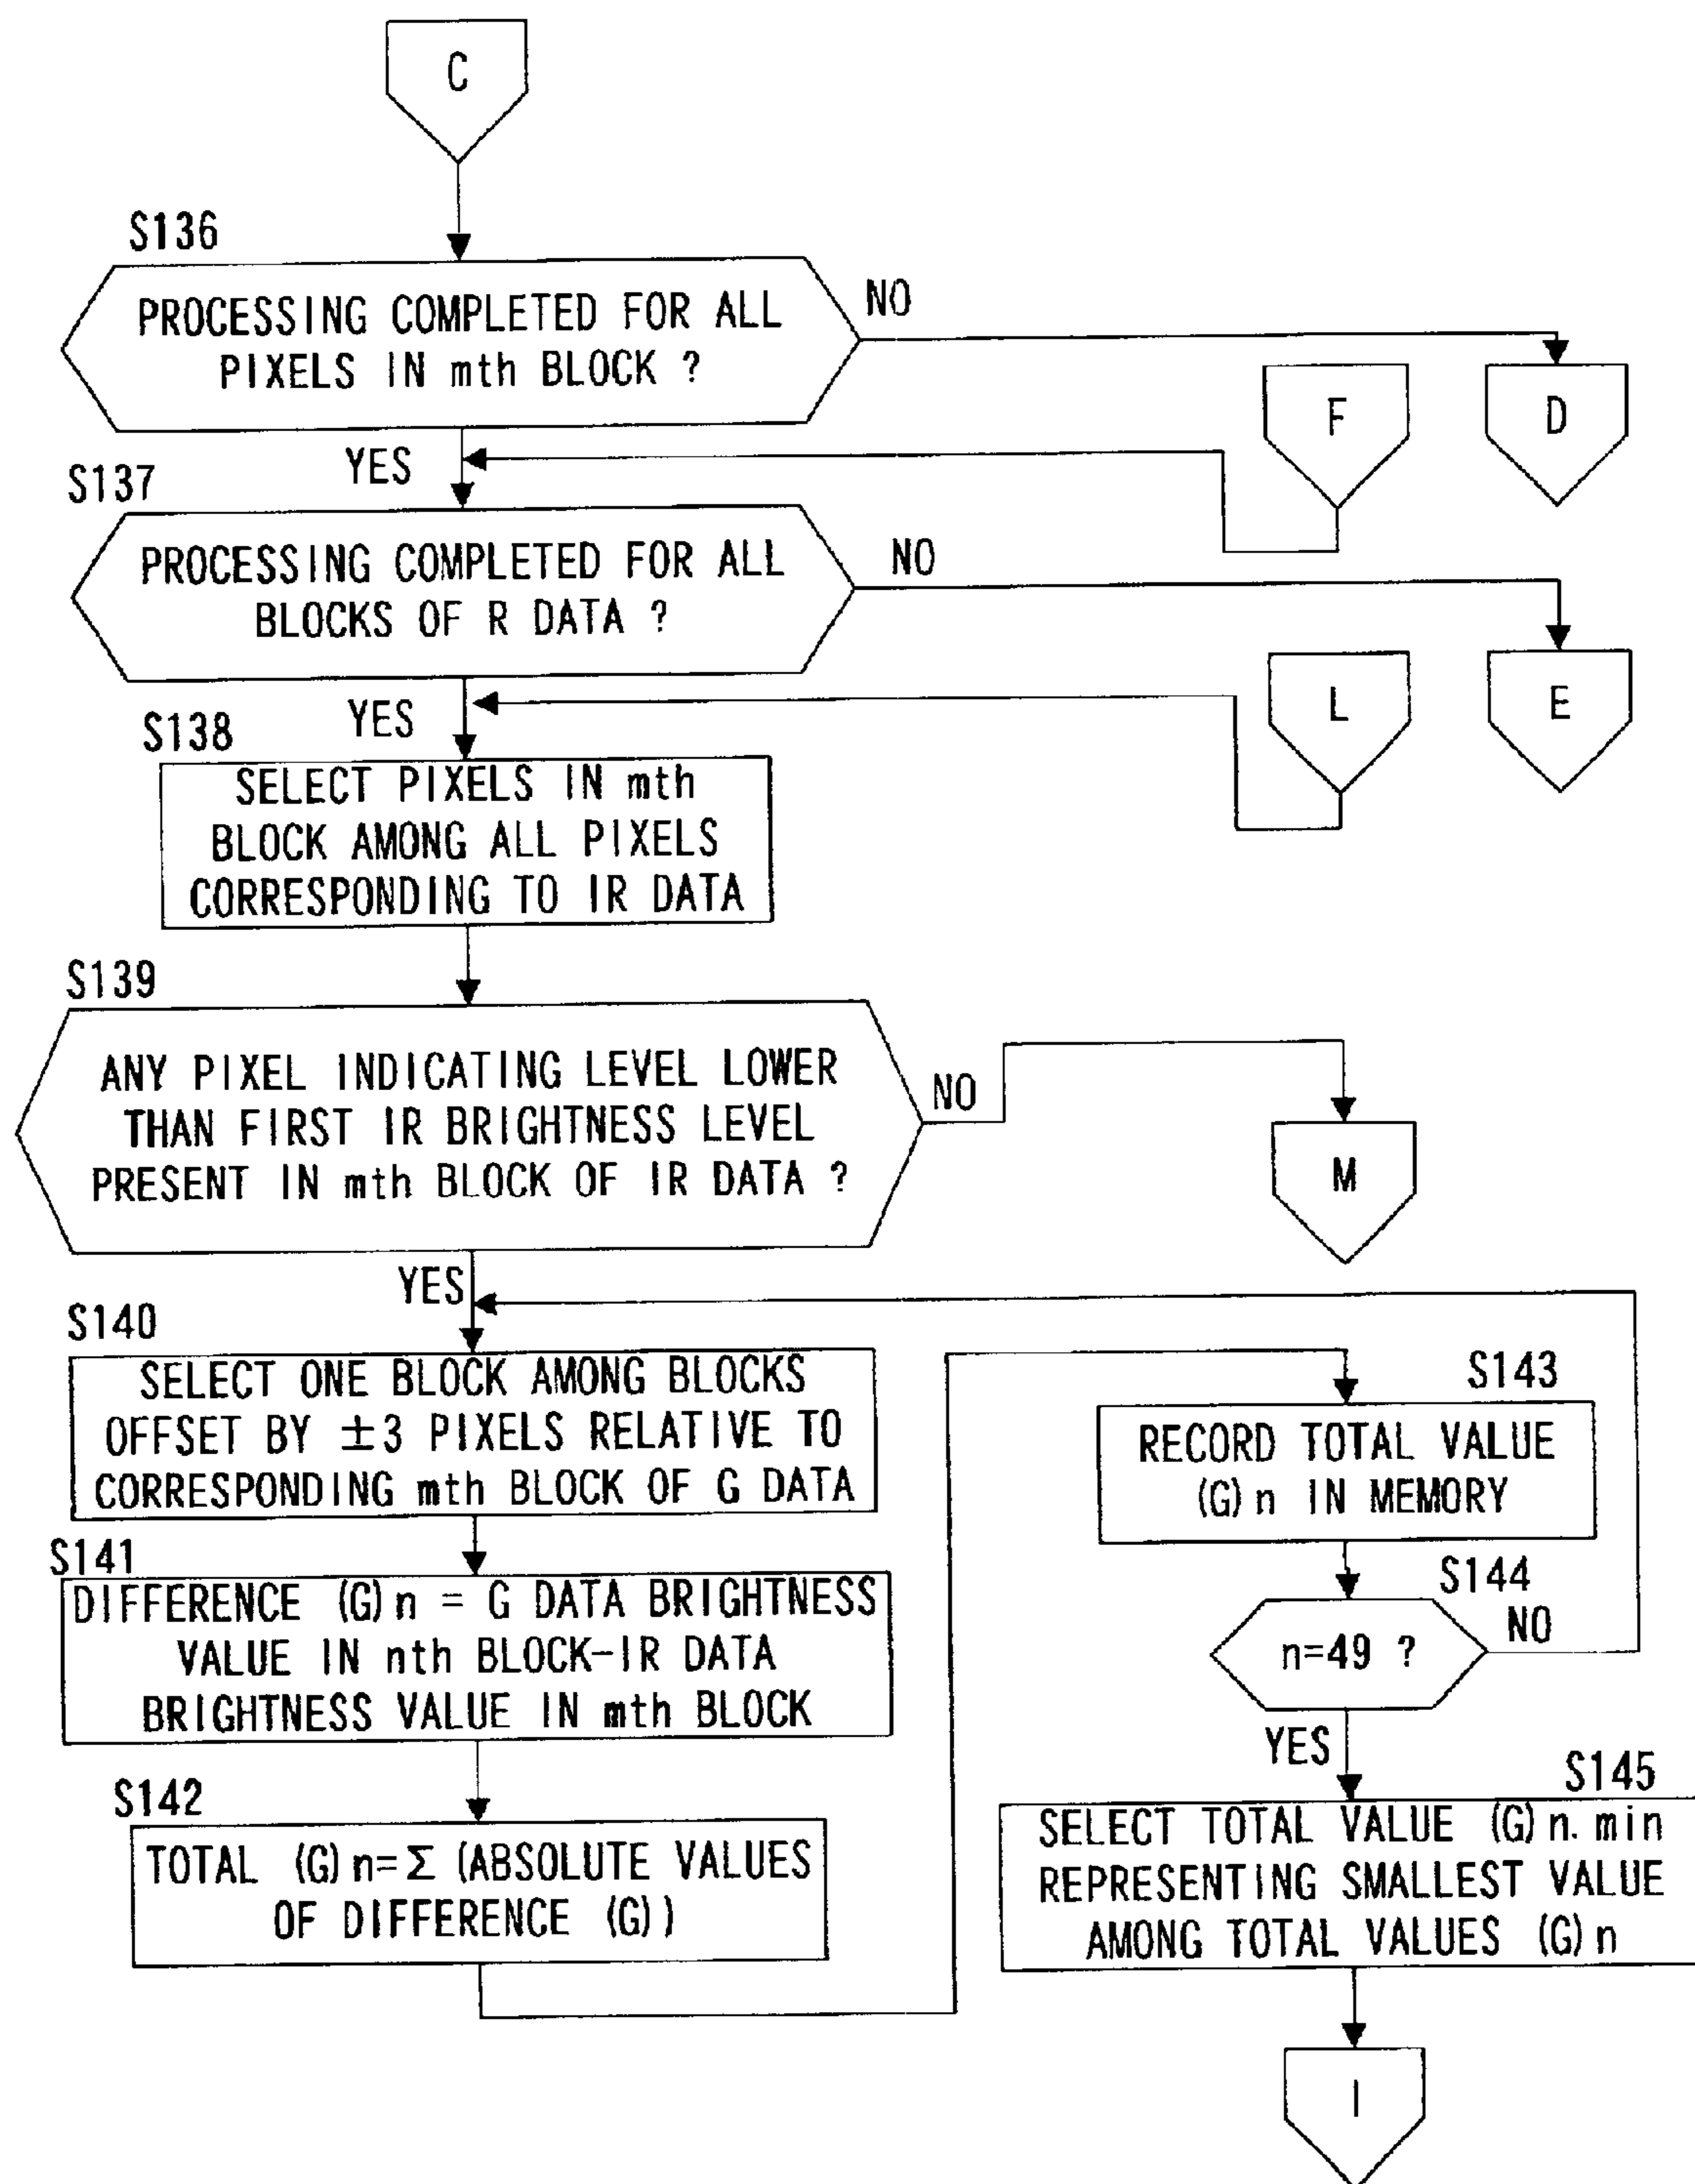 C
S136
PROCESSING COMPLETED FOR ALL
PIXELS IN mth BLOCK ?
NO
D
F
YES
S137
PROCESSING COMPLETED FOR ALL
BLOCKS OF R DATA ?
NO
E
L
YES
S138
SELECT PIXELS IN mth
BLOCK AMONG ALL PIXELS
CORRESPONDING TO IR DATA
S139
ANY PIXEL INDICATING LEVEL LOWER
THAN FIRST IR BRIGHTNESS LEVEL
PRESENT IN mth BLOCK OF IR DATA ?
NO
M
YES
S140
SELECT ONE BLOCK AMONG BLOCKS
OFFSET BY ±3 PIXELS RELATIVE TO
CORRESPONDING mth BLOCK OF G DATA
S141
DIFFERENCE (G)n = G DATA BRIGHTNESS
VALUE IN nth BLOCK-IR DATA
BRIGHTNESS VALUE IN mth BLOCK
S142
TOTAL (G)n=Σ (ABSOLUTE VALUES
OF DIFFERENCE (G))
S143
RECORD TOTAL VALUE
(G)n IN MEMORY
S144
n=49 ?
NO
YES
S145
SELECT TOTAL VALUE (G)n.min
REPRESENTING SMALLEST VALUE
AMONG TOTAL VALUES (G)n
I